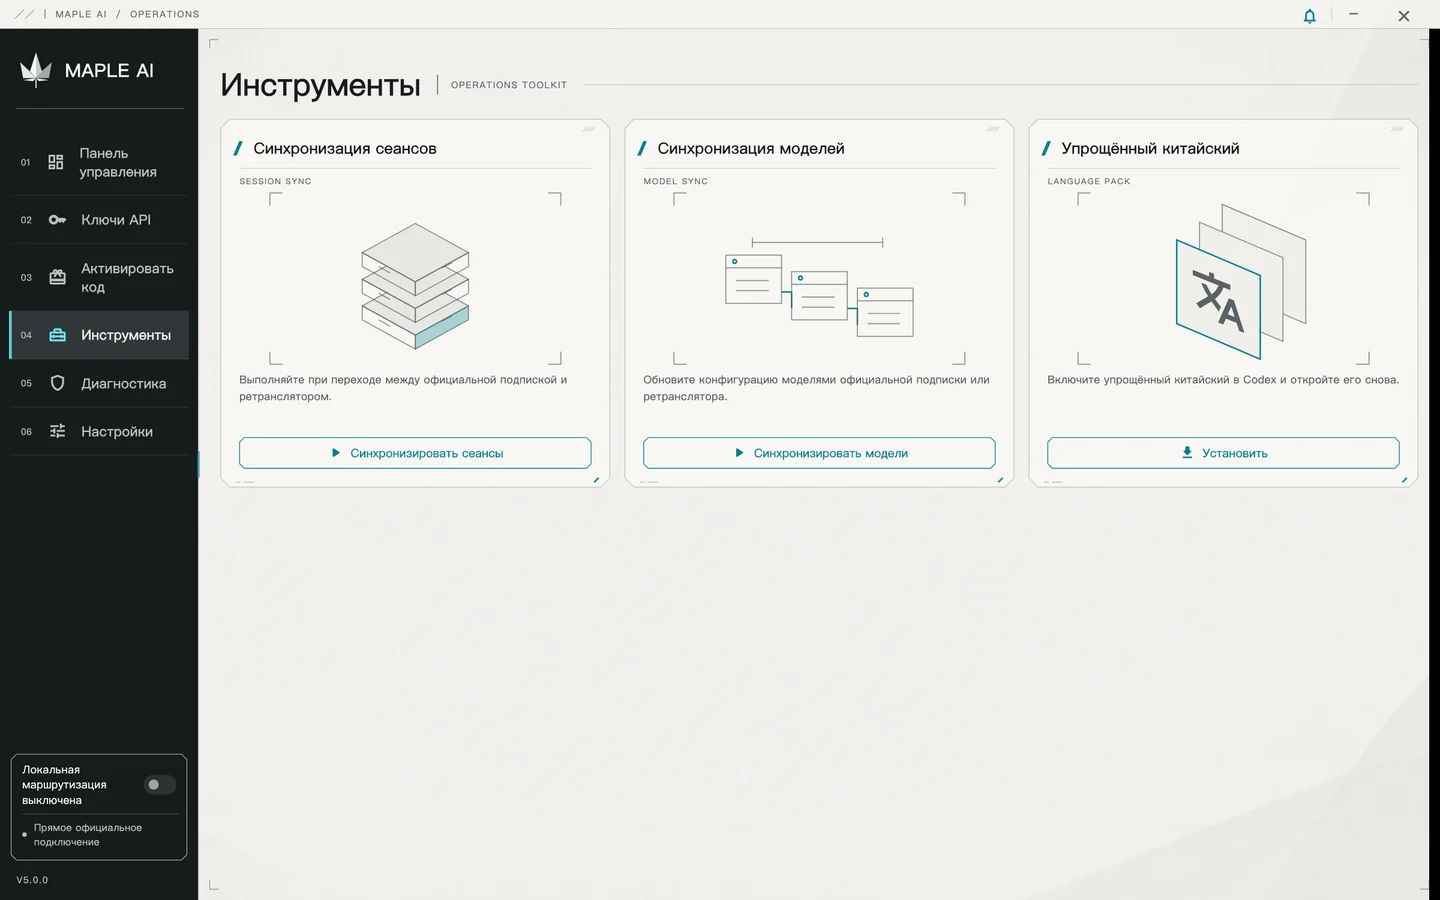 // | MAPLE AI / OPERATIONS
MAPLE AI
01 Панель
управления
02 Ключи API
03 Активировать
код
04 Инструменты
05 Диагностика
06 Настройки
Локальная
маршрутизация
выключена
Прямое официальное
подключение
V5.0.0
Инструменты | OPERATIONS TOOLKIT
Синхронизация сеансов
SESSION SYNC
Выполняйте при переходе между официальной подпиской и
ретранслятором.
Синхронизировать сеансы
Синхронизация моделей
MODEL SYNC
Обновите конфигурацию моделями официальной подписки или
ретранслятора.
Синхронизировать модели
Упрощённый китайский
LANGUAGE PACK
文A
Включите упрощённый китайский в Codex и откройте его снова.
Установить